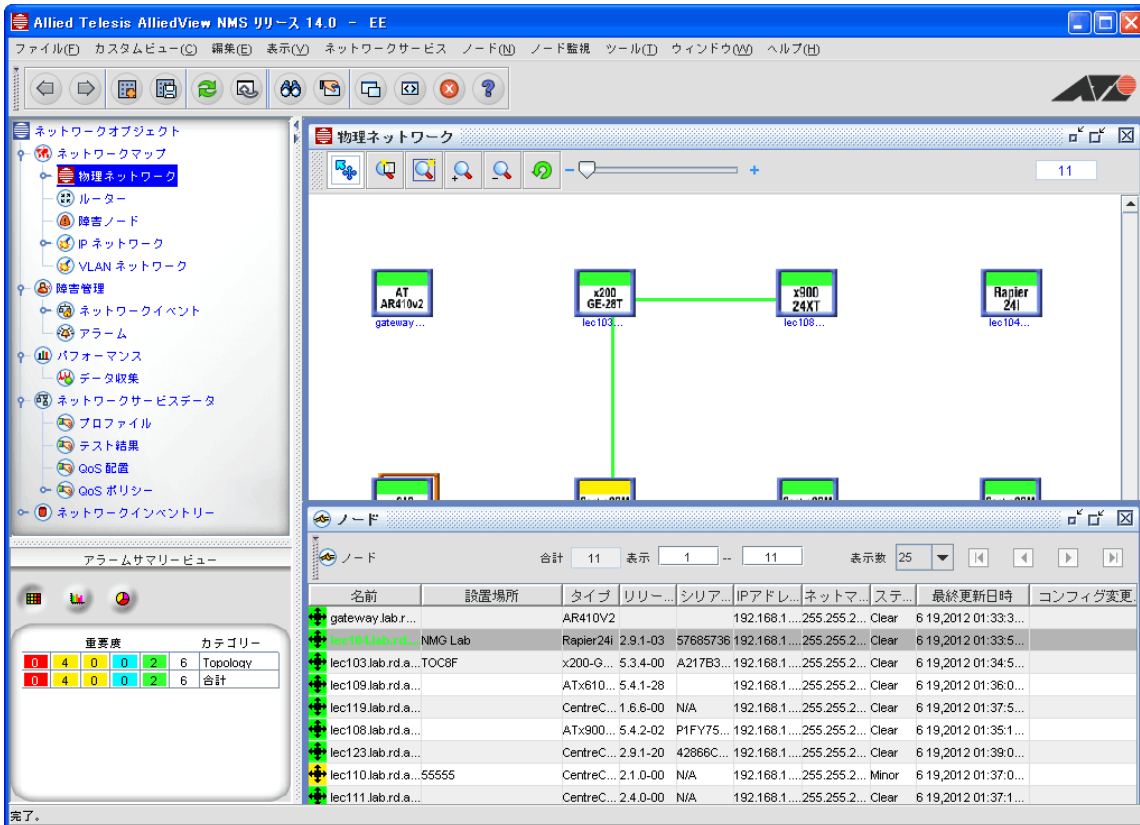 Allied Telesis AlliedView NMS リリース 14.0 － EE
ファイル(F) カスタムビュー(C) 編集(E) 表示(V) ネットワークサービス ノード(N) ノード監視 ツール(T) ウィンドウ(W) ヘルプ(H)
ネットワークオブジェクト
ネットワークマップ
物理ネットワーク
ルーター
障害ノード
IP ネットワーク
VLAN ネットワーク
障害管理
ネットワークイベント
アラーム
パフォーマンス
データ収集
ネットワークサービスデータ
プロファイル
テスト結果
QoS 配置
QoS ポリシー
ネットワークインベントリー
アラームサマリービュー
重要度 カテゴリー
0 4 0 0 2 6 Topology
0 4 0 0 2 6 合計
物理ネットワーク
11
AT AR410v2
gateway...
x200 GE-28T
lec103...
x900 24XT
lec108...
Rapier 24I
lec104...
ノード
ノード 合計 11 表示 1 -- 11 表示数 25
名前 設置場所 タイプ リリー... シリア... IPアドレ... ネットマ... ステ... 最終更新日時 コンフィグ変更.
gateway.lab.r... AR410V2 192.168.1.... 255.255.2... Clear 6 19,2012 01:33:3...
lec104.lab.rd... NMG Lab Rapier24i 2.9.1-03 57685736 192.168.1.... 255.255.2... Clear 6 19,2012 01:33:5...
lec103.lab.rd.a... TOC8F x200-G... 5.3.4-00 A217B3... 192.168.1.... 255.255.2... Clear 6 19,2012 01:34:5...
lec109.lab.rd.a... ATx610... 5.4.1-28 192.168.1.... 255.255.2... Clear 6 19,2012 01:36:0...
lec119.lab.rd.a... CentreC... 1.6.6-00 N/A 192.168.1.... 255.255.2... Clear 6 19,2012 01:37:5...
lec108.lab.rd.a... ATx900... 5.4.2-02 P1FY75... 192.168.1.... 255.255.2... Clear 6 19,2012 01:35:1...
lec123.lab.rd.a... CentreC... 2.9.1-20 42866C... 192.168.1.... 255.255.2... Clear 6 19,2012 01:39:0...
lec110.lab.rd.a... 55555 CentreC... 2.1.0-00 N/A 192.168.1.... 255.255.2... Minor 6 19,2012 01:37:0...
lec111.lab.rd.a... CentreC... 2.4.0-00 N/A 192.168.1.... 255.255.2... Clear 6 19,2012 01:37:1...
完了。